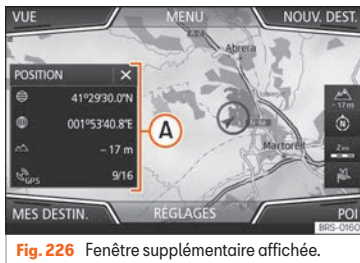 VUE MENU NOUV. DEST.
Abrera
POSITION
41°29'30.0"N
001°53'40.8"E
– 17 m
GPS 9/16
A
Martorell
– 17 m
2km
MES DESTIN. RÉGLAGES POI
BRS-0160
Fig. 226 Fenêtre supplémentaire affichée.